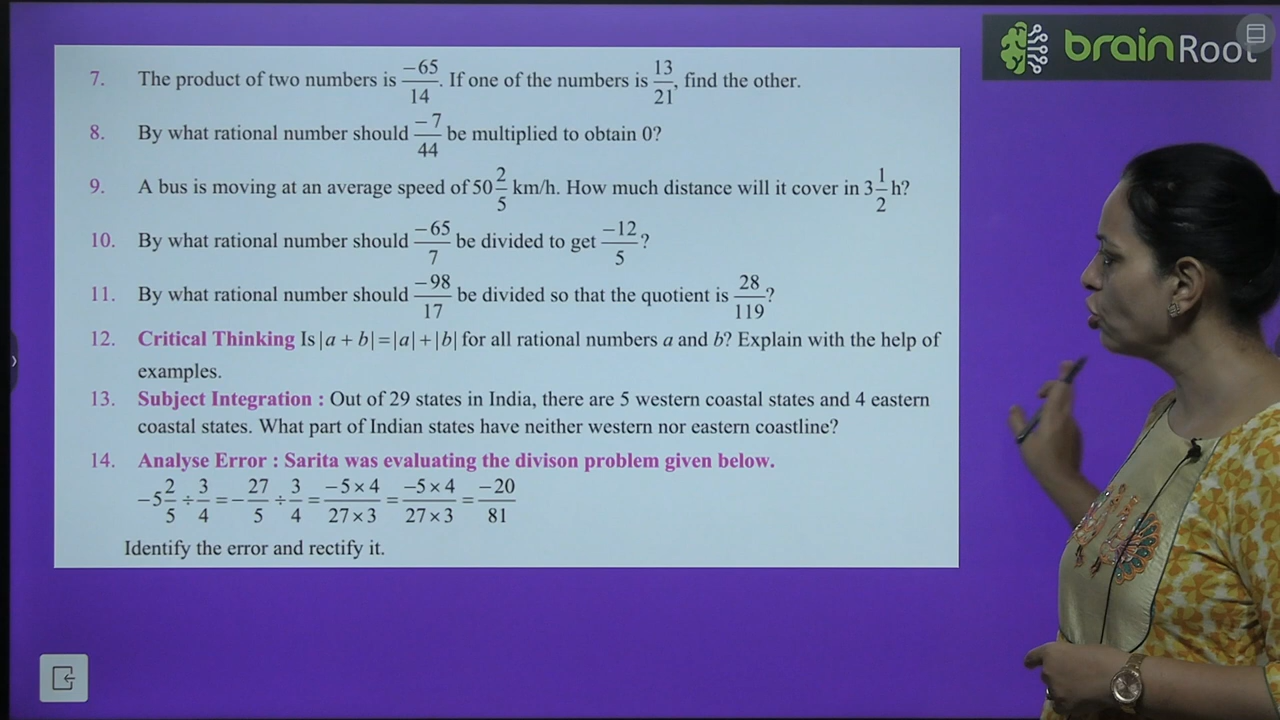 brainRoot
7. The product of two numbers is -65/14. If one of the numbers is 13/21, find the other.
8. By what rational number should -7/44 be multiplied to obtain 0?
9. A bus is moving at an average speed of 50 2/5 km/h. How much distance will it cover in 3 1/2 h?
10. By what rational number should -65/7 be divided to get -12/5?
11. By what rational number should -98/17 be divided so that the quotient is 28/119?
12. Critical Thinking Is |a + b| = |a| + |b| for all rational numbers a and b? Explain with the help of
examples.
13. Subject Integration : Out of 29 states in India, there are 5 western coastal states and 4 eastern
coastal states. What part of Indian states have neither western nor eastern coastline?
14. Analyse Error : Sarita was evaluating the divison problem given below.
-5 2/5 ÷ 3/4 = -27/5 ÷ 3/4 = -5 × 4/27 × 3 = -5 × 4/27 × 3 = -20/81
Identify the error and rectify it.